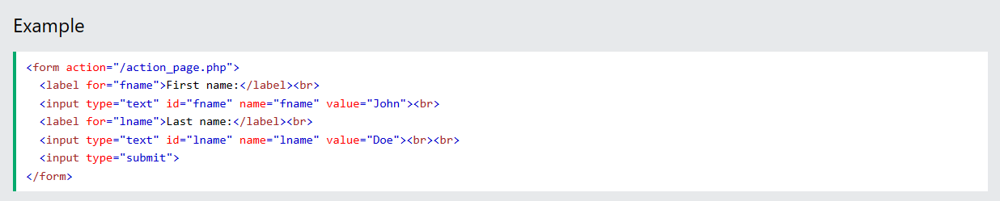 Example
<form action="/action_page.php">
<label for="fname">First name:</label><br>
<input type="text" id="fname" name="fname" value="John"><br>
<label for="lname">Last name:</label><br>
<input type="text" id="lname" name="lname" value="Doe"><br><br>
<input type="submit">
</form>